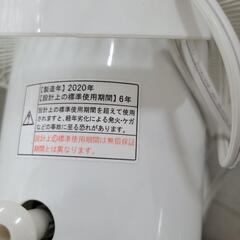 【製造年】2020年
【設計上の標準使用期間】6年
設計上の標準使用期間を超えて使用
されますと、経年劣化による発火・ケガ
などの事故に至る恐れがあります。
設計上の標準使用期間は無償保証
期間とは異なります。